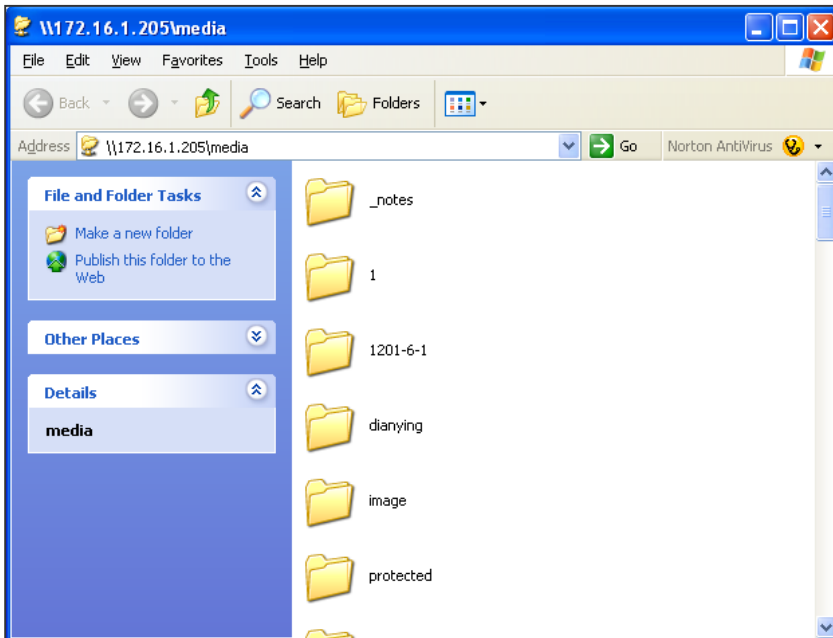 \\172.16.1.205\media
File Edit View Favorites Tools Help
Back Search Folders
Address \\172.16.1.205\media Go Norton AntiVirus
File and Folder Tasks
Make a new folder
Publish this folder to the
Web
Other Places
Details
media
_notes
1
1201-6-1
dianying
image
protected